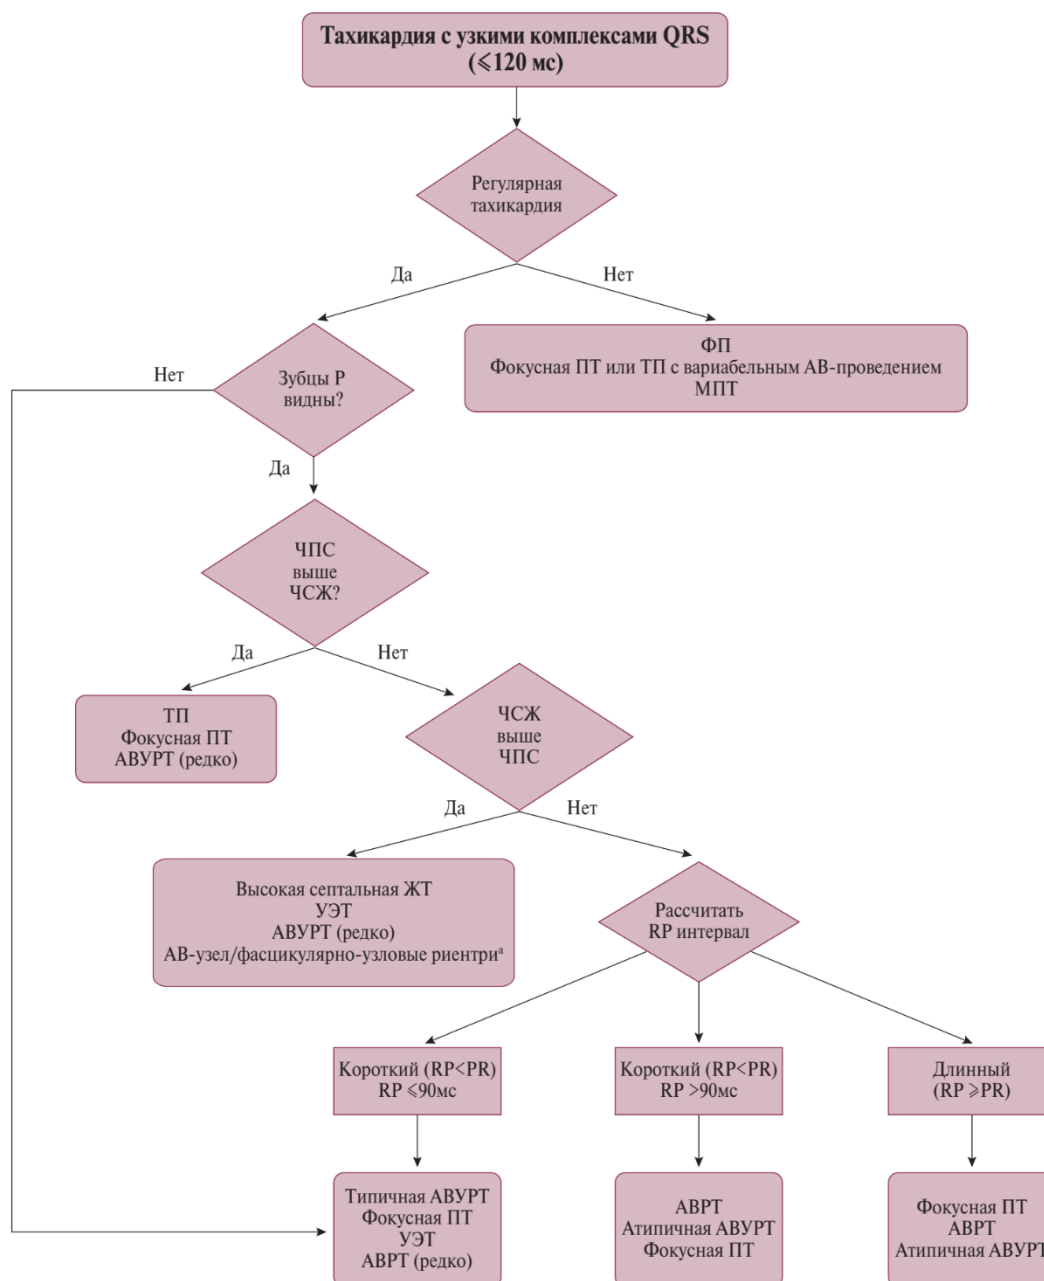 Тахикардия с узкими комплексами QRS
(⩽120 мс)
Регулярная
тахикардия
Да
Нет
ФП
Фокусная ПТ или ТП с вариабельным АВ-проведением
МПТ
Нет
Зубцы P
видны?
Да
ЧПС
выше
ЧСЖ?
Да
Нет
ТП
Фокусная ПТ
АВУРТ (редко)
ЧСЖ
выше
ЧПС
Да
Нет
Высокая септальная ЖТ
УЭТ
АВУРТ (редко)
АВ-узел/фасцикулярно-узловые риентриᵃ
Рассчитать
RP интервал
Короткий (RP<PR)
RP ⩽90мс
Короткий (RP<PR)
RP >90мс
Длинный
(RP ⩾PR)
Типичная АВУРТ
Фокусная ПТ
УЭТ
АВРТ (редко)
АВРТ
Атипичная АВУРТ
Фокусная ПТ
Фокусная ПТ
АВРТ
Атипичная АВУРТ